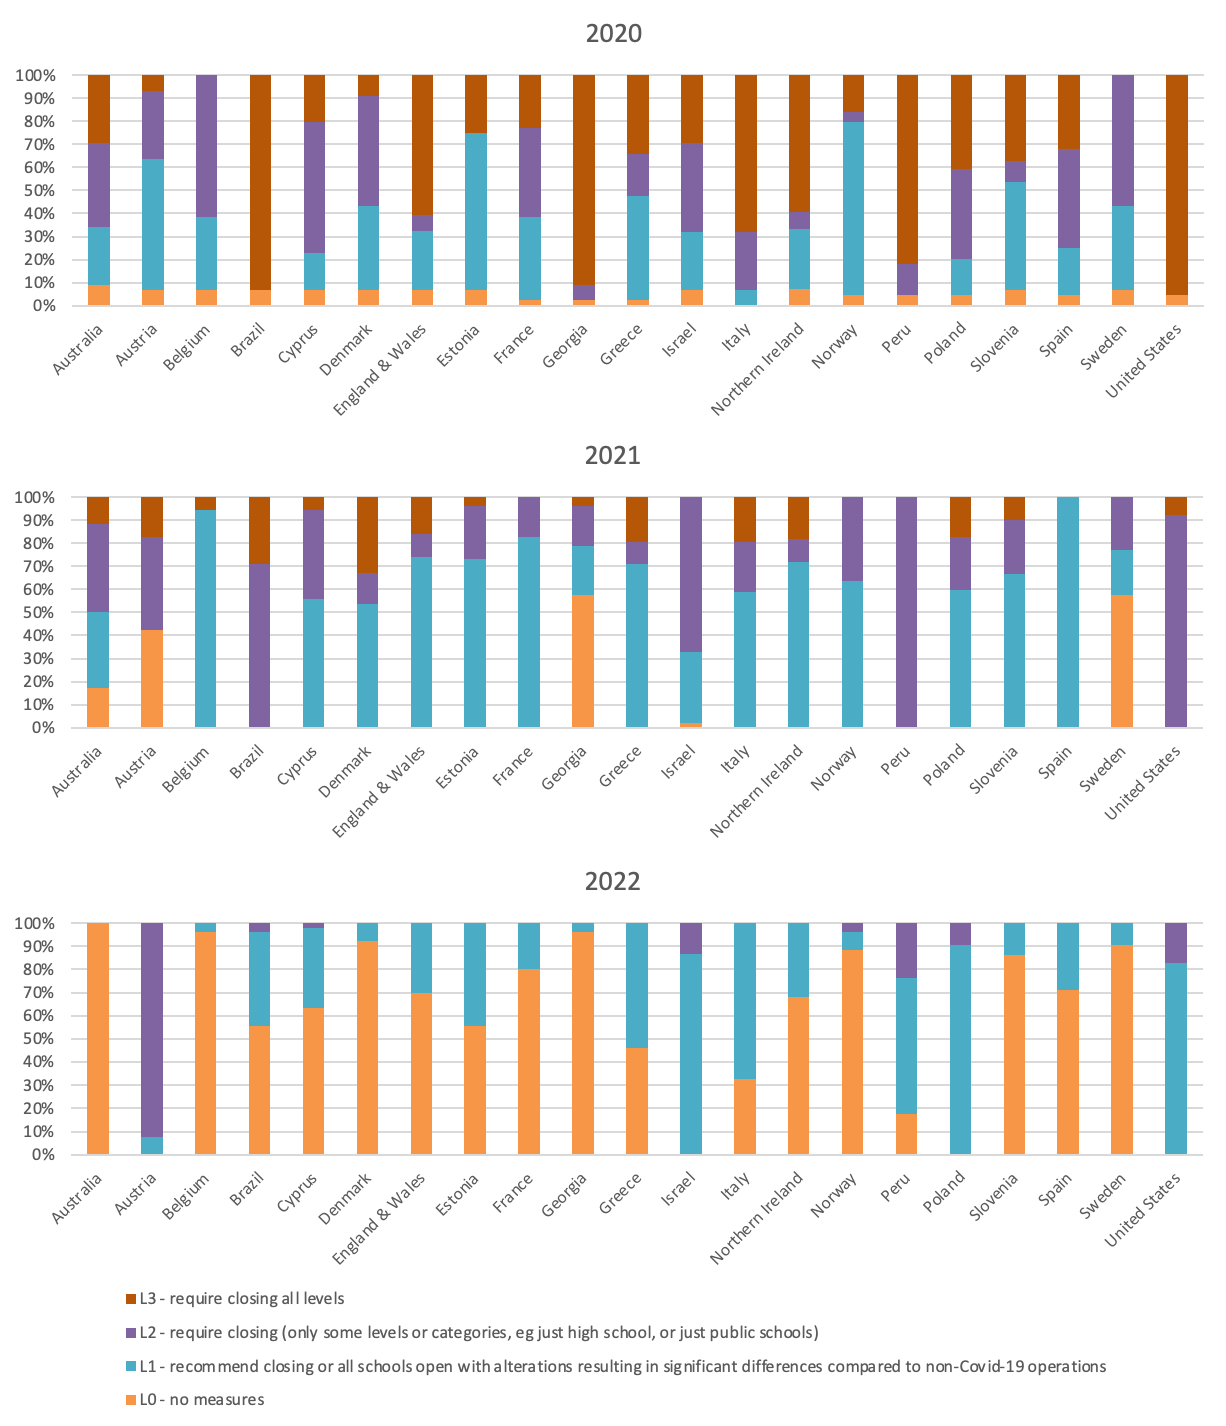 2020
100%
90%
80%
70%
60%
50%
40%
30%
20%
10%
0%
Australia
Austria
Belgium
Brazil
Cyprus
Denmark
England & Wales
Estonia
France
Georgia
Greece
Israel
Italy
Northern Ireland
Norway
Peru
Poland
Slovenia
Spain
Sweden
United States
2021
100%
90%
80%
70%
60%
50%
40%
30%
20%
10%
0%
Australia
Austria
Belgium
Brazil
Cyprus
Denmark
England & Wales
Estonia
France
Georgia
Greece
Israel
Italy
Northern Ireland
Norway
Peru
Poland
Slovenia
Spain
Sweden
United States
2022
100%
90%
80%
70%
60%
50%
40%
30%
20%
10%
0%
Australia
Austria
Belgium
Brazil
Cyprus
Denmark
England & Wales
Estonia
France
Georgia
Greece
Israel
Italy
Northern Ireland
Norway
Peru
Poland
Slovenia
Spain
Sweden
United States
L3 - require closing all levels
L2 - require closing (only some levels or categories, eg just high school, or just public schools)
L1 - recommend closing or all schools open with alterations resulting in significant differences compared to non-Covid-19 operations
L0 - no measures